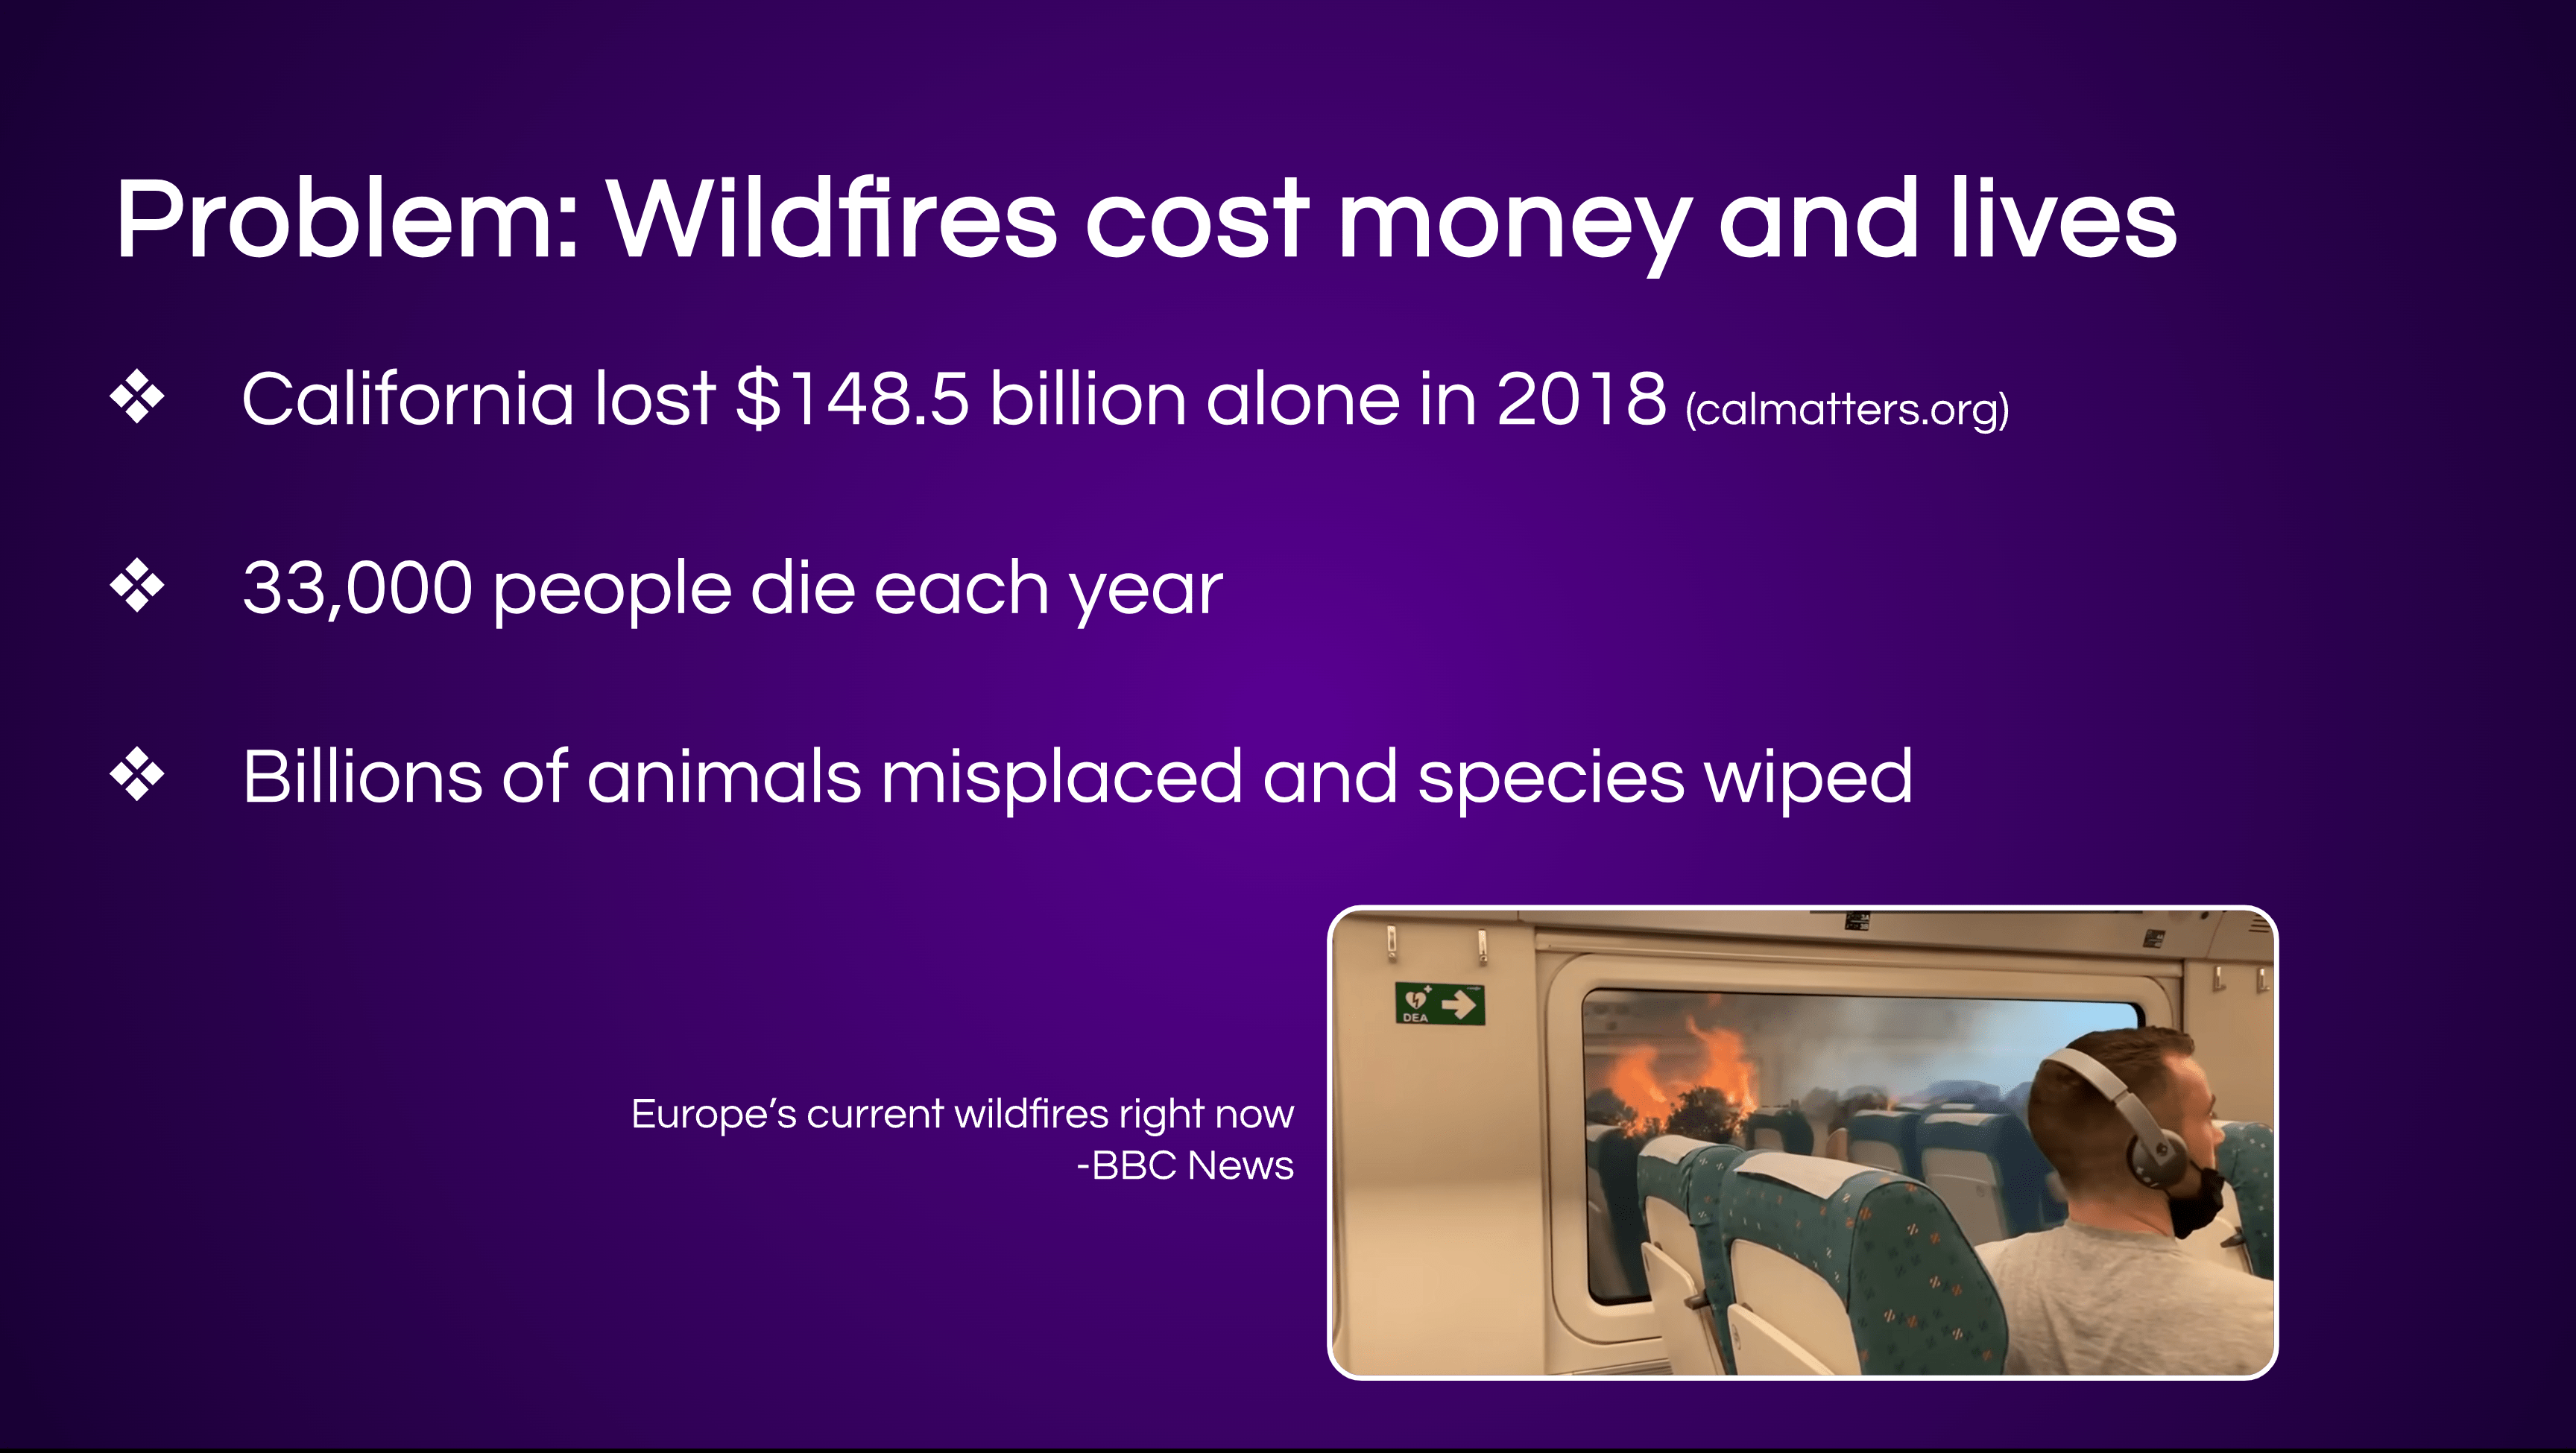 Problem: Wildfires cost money and lives
California lost $148.5 billion alone in 2018 (calmatters.org)
33,000 people die each year
Billions of animals misplaced and species wiped
Europe’s current wildfires right now
-BBC News
DEA